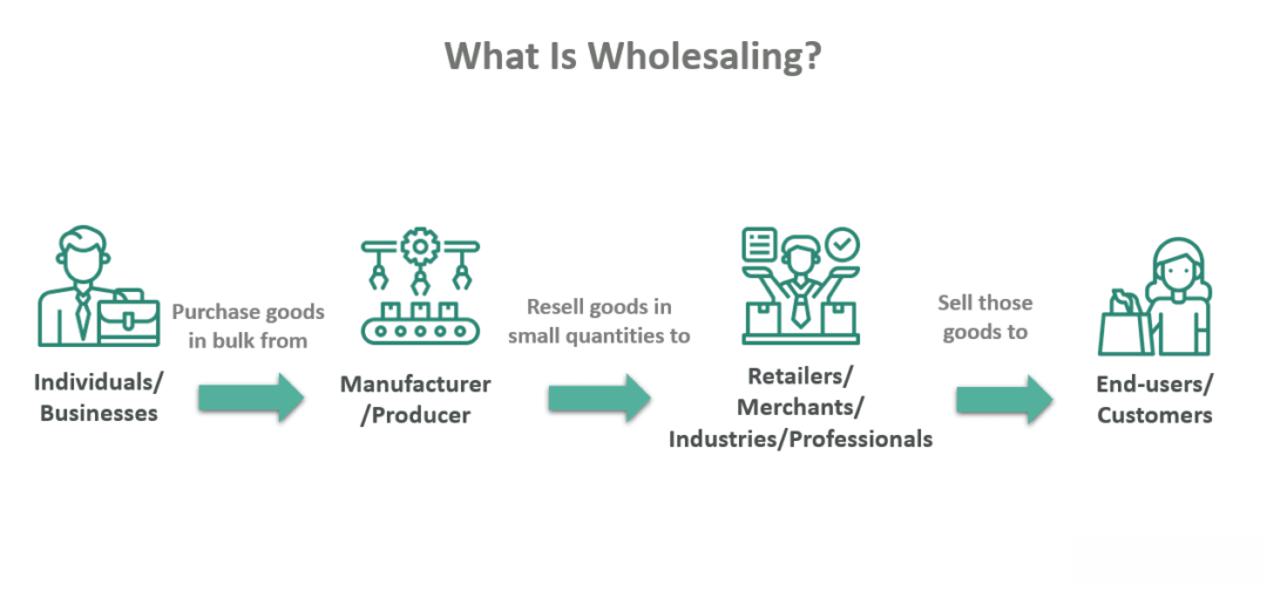 What Is Wholesaling?
Purchase goods
in bulk from
Individuals/
Businesses
Manufacturer
/Producer
Resell goods in
small quantities to
Retailers/
Merchants/
Industries/Professionals
Sell those
goods to
End-users/
Customers